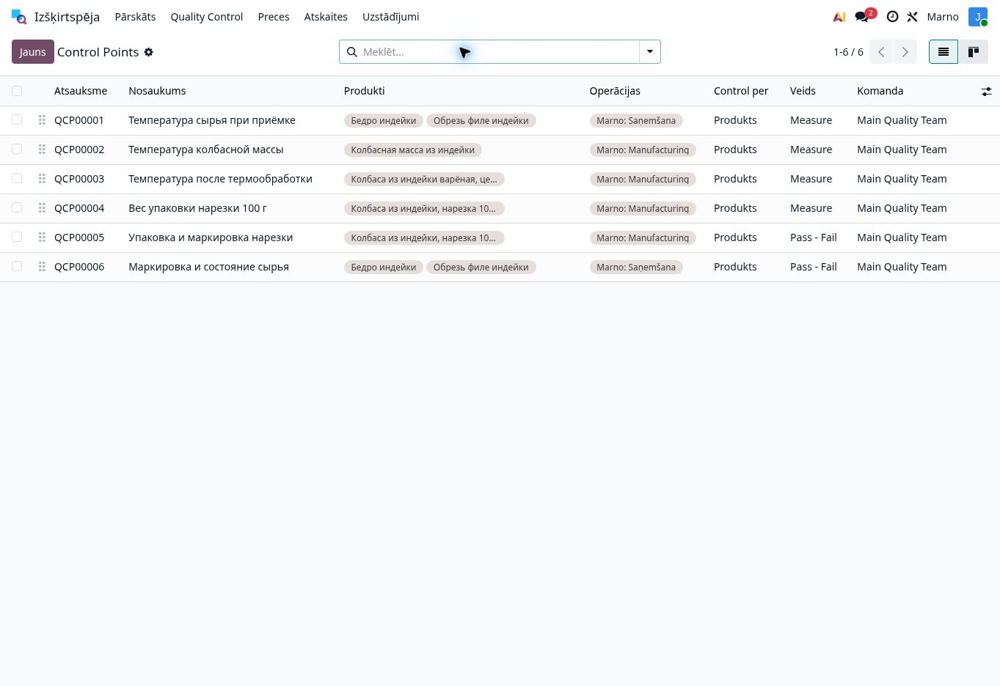 Izšķirtspēja Pārskāts Quality Control Preces Atskaites Uzstādījumi AI 2 Marno J
Jauns Control Points Meklēt... 1-6 / 6
Atsauksme Nosaukums Produkti Operācijas Control per Veids Komanda
QCP00001 Температура сырья при приёмке Бедро индейки Обрезь филе индейки Marno: Saņemšana Produkts Measure Main Quality Team
QCP00002 Температура колбасной массы Колбасная масса из индейки Marno: Manufacturing Produkts Measure Main Quality Team
QCP00003 Температура после термообработки Колбаса из индейки варёная, це... Marno: Manufacturing Produkts Measure Main Quality Team
QCP00004 Вес упаковки нарезки 100 г Колбаса из индейки, нарезка 10... Marno: Manufacturing Produkts Measure Main Quality Team
QCP00005 Упаковка и маркировка нарезки Колбаса из индейки, нарезка 10... Marno: Manufacturing Produkts Pass - Fail Main Quality Team
QCP00006 Маркировка и состояние сырья Бедро индейки Обрезь филе индейки Marno: Saņemšana Produkts Pass - Fail Main Quality Team